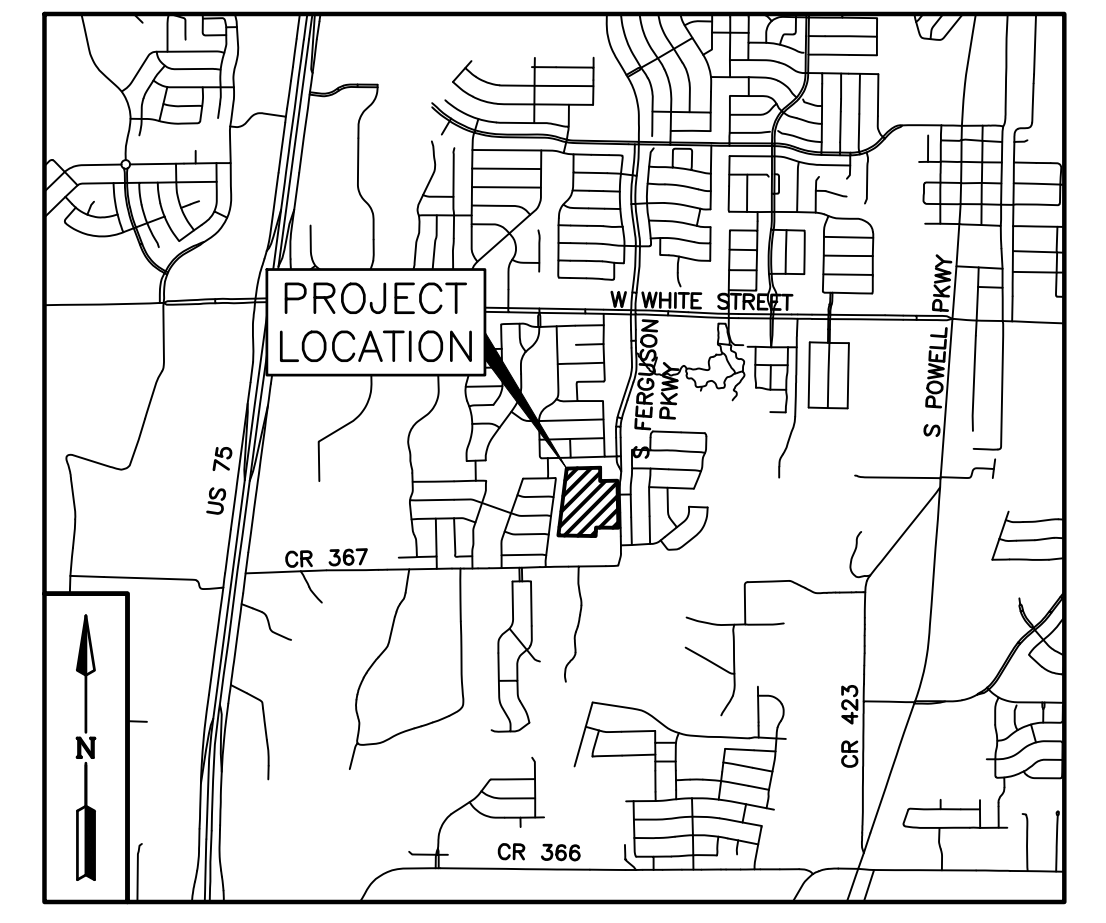 PROJECT
LOCATION
W WHITE STREET
S FERGUSON
PKWY
S POWELL PKWY
US 75
CR 367
CR 423
N
CR 366